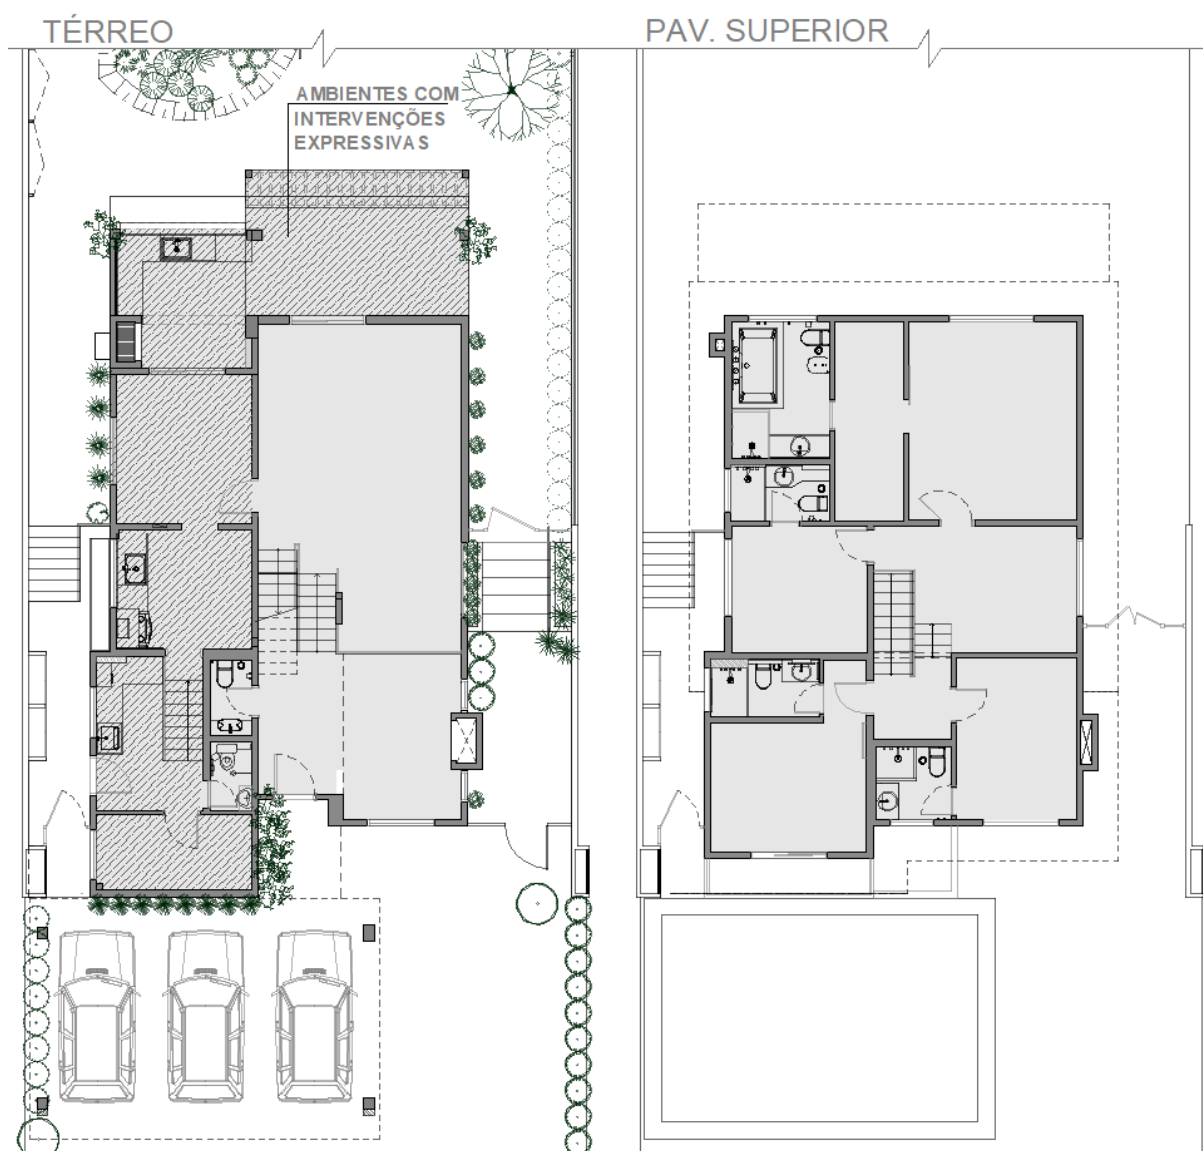 TÉRREO
PAV. SUPERIOR
AMBIENTES COM
INTERVENÇÕES
EXPRESSIVAS